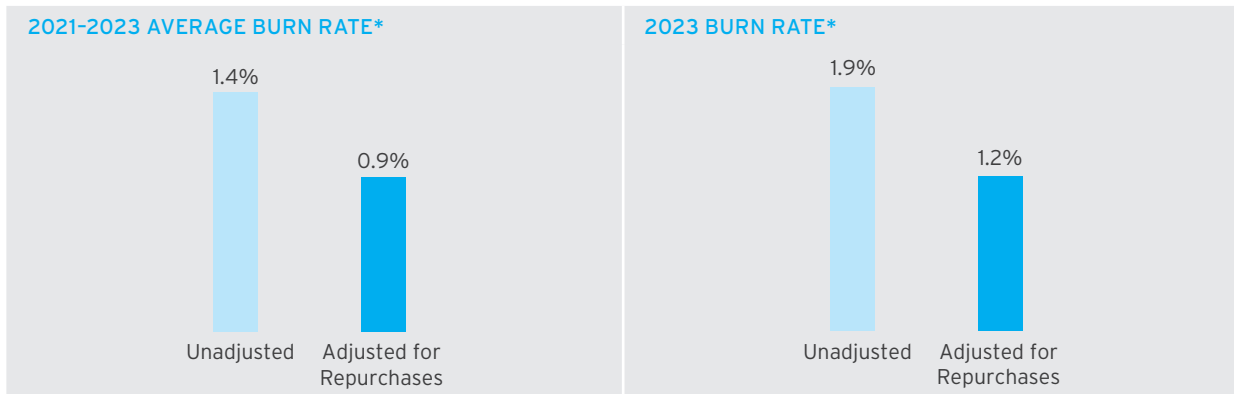 2021–2023 AVERAGE BURN RATE*
1.4%
0.9%
Unadjusted
Adjusted for
Repurchases
2023 BURN RATE*
1.9%
1.2%
Unadjusted
Adjusted for
Repurchases